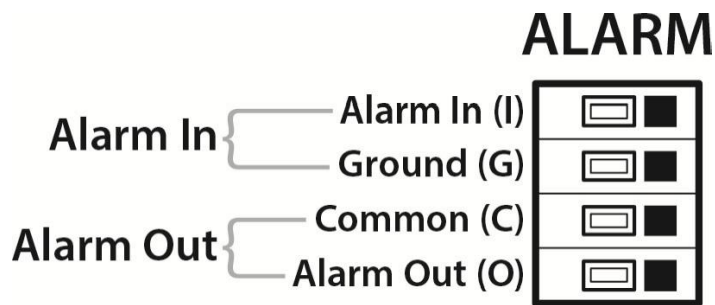 ALARM
Alarm In
Alarm In (I)
Ground (G)
Alarm Out
Common (C)
Alarm Out (O)